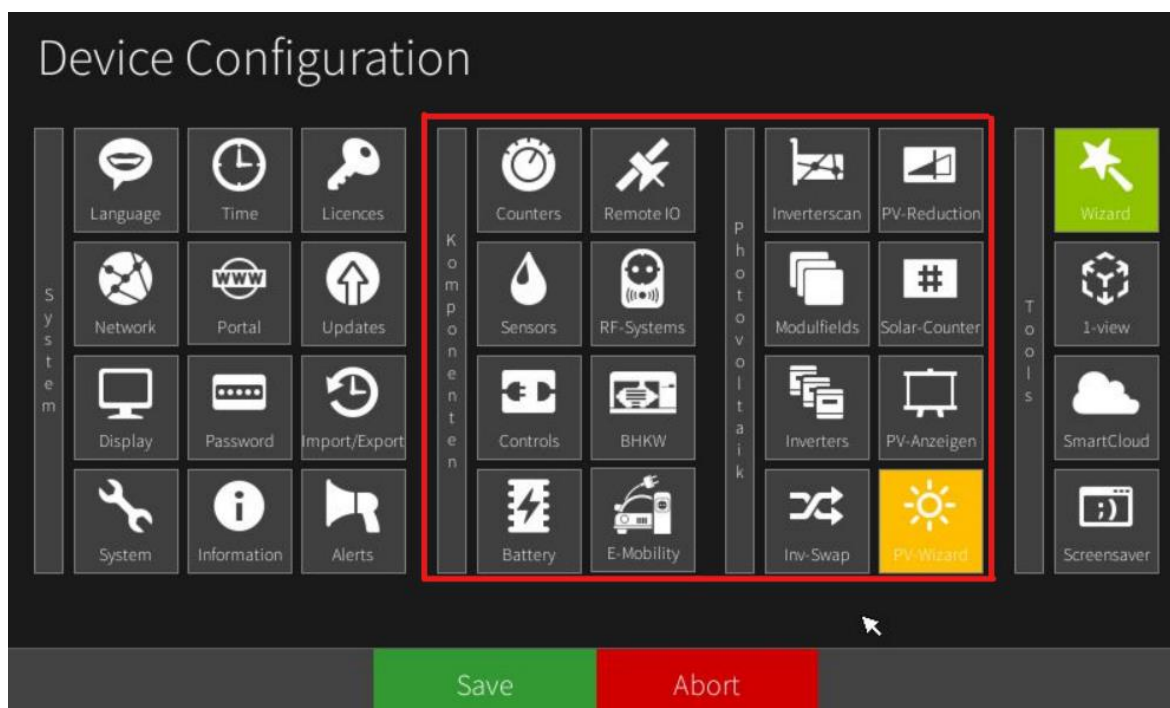 Device Configuration
System
Language
Time
Licences
Network
Portal
Updates
Display
Password
Import/Export
System
Information
Alerts
Komponenten
Counters
Remote IO
Sensors
RF-Systems
Controls
BHKW
Battery
E-Mobility
Photovoltaik
Inverterscan
PV-Reduction
Modulfields
Solar-Counter
Inverters
PV-Anzeigen
Inv-Swap
PV-Wizard
Tools
Wizard
1-view
SmartCloud
Screensaver
WWW
#
;)
Save
Abort